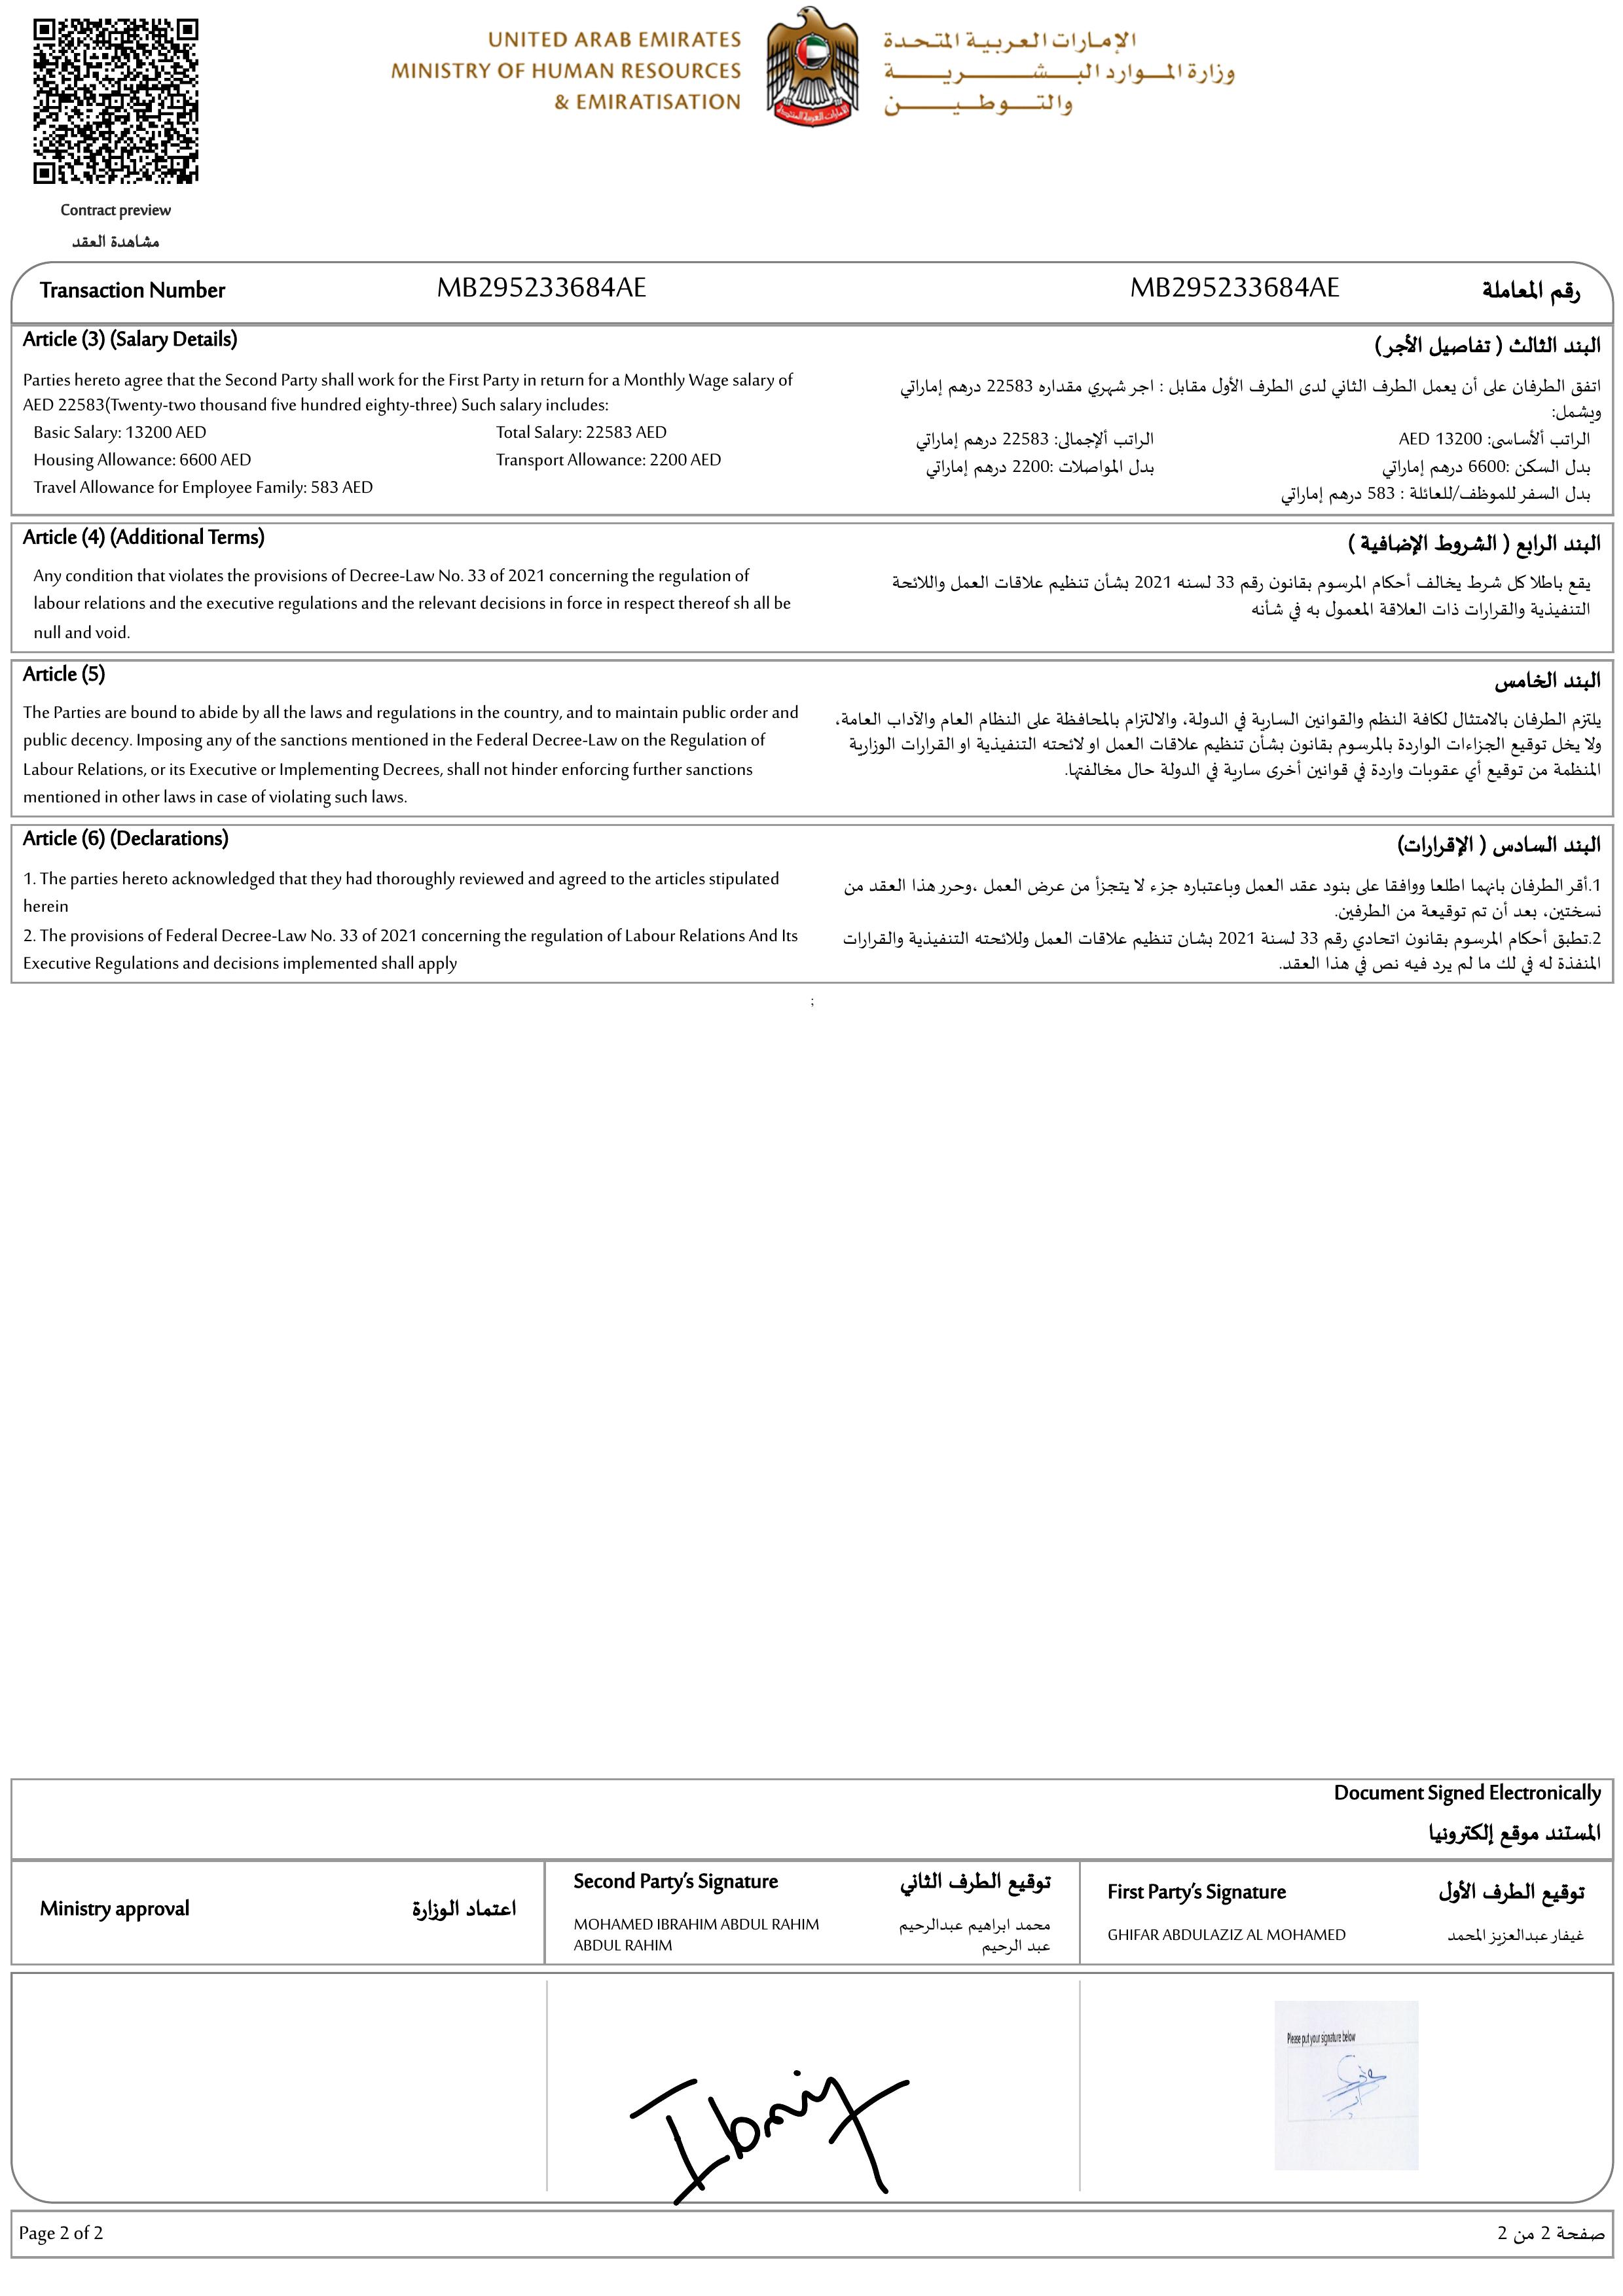 UNITED ARAB EMIRATES
MINISTRY OF HUMAN RESOURCES
& EMIRATISATION
الإمارات العربية المتحدة
وزارة الموارد البشرية
والتوطين
الإمارات العربية المتحدة
Contract preview
مشاهدة العقد
Transaction Number MB295233684AE
MB295233684AE رقم المعاملة
Article (3) (Salary Details)
Parties hereto agree that the Second Party shall work for the First Party in return for a Monthly Wage salary of
AED 22583(Twenty-two thousand five hundred eighty-three) Such salary includes:
Basic Salary: 13200 AED Total Salary: 22583 AED
Housing Allowance: 6600 AED Transport Allowance: 2200 AED
Travel Allowance for Employee Family: 583 AED
البند الثالث ( تفاصيل الأجر )
اتفق الطرفان على أن يعمل الطرف الثاني لدى الطرف الأول مقابل : اجر شهري مقداره 22583 درهم إماراتي
ويشمل:
الراتب ألأساسى: 13200 AED الراتب ألإجمالى: 22583 درهم إماراتي
بدل السكن :6600 درهم إماراتي بدل المواصلات :2200 درهم إماراتي
بدل السفر للموظف/للعائلة : 583 درهم إماراتي
Article (4) (Additional Terms)
Any condition that violates the provisions of Decree-Law No. 33 of 2021 concerning the regulation of
labour relations and the executive regulations and the relevant decisions in force in respect thereof sh all be
null and void.
البند الرابع ( الشروط الإضافية )
يقع باطلا كل شرط يخالف أحكام المرسوم بقانون رقم 33 لسنه 2021 بشأن تنظيم علاقات العمل واللائحة
التنفيذية والقرارات ذات العلاقة المعمول به في شأنه
Article (5)
The Parties are bound to abide by all the laws and regulations in the country, and to maintain public order and
public decency. Imposing any of the sanctions mentioned in the Federal Decree-Law on the Regulation of
Labour Relations, or its Executive or Implementing Decrees, shall not hinder enforcing further sanctions
mentioned in other laws in case of violating such laws.
البند الخامس
يلتزم الطرفان بالامتثال لكافة النظم والقوانين السارية في الدولة، والالتزام بالمحافظة على النظام العام والآداب العامة،
ولا يخل توقيع الجزاءات الواردة بالمرسوم بقانون بشأن تنظيم علاقات العمل او لائحته التنفيذية او القرارات الوزارية
المنظمة من توقيع أي عقوبات واردة في قوانين أخرى سارية في الدولة حال مخالفتها.
Article (6) (Declarations)
1. The parties hereto acknowledged that they had thoroughly reviewed and agreed to the articles stipulated
herein
2. The provisions of Federal Decree-Law No. 33 of 2021 concerning the regulation of Labour Relations And Its
Executive Regulations and decisions implemented shall apply
البند السادس ( الإقرارات)
1.أقر الطرفان بانهما اطلعا ووافقا على بنود عقد العمل وباعتباره جزء لا يتجزأ من عرض العمل ،وحرر هذا العقد من
نسختين، بعد أن تم توقيعة من الطرفين.
2.تطبق أحكام المرسوم بقانون اتحادي رقم 33 لسنة 2021 بشان تنظيم علاقات العمل وللائحته التنفيذية والقرارات
المنفذة له في لك ما لم يرد فيه نص في هذا العقد.
;
Document Signed Electronically
المستند موقع إلكترونيا
Ministry approval اعتماد الوزارة
Second Party's Signature توقيع الطرف الثاني
MOHAMED IBRAHIM ABDUL RAHIM
ABDUL RAHIM
محمد ابراهيم عبدالرحيم
عبد الرحيم
First Party's Signature توقيع الطرف الأول
GHIFAR ABDULAZIZ AL MOHAMED غيفار عبدالعزيز المحمد
Please put your signature below
Page 2 of 2 صفحة 2 من 2